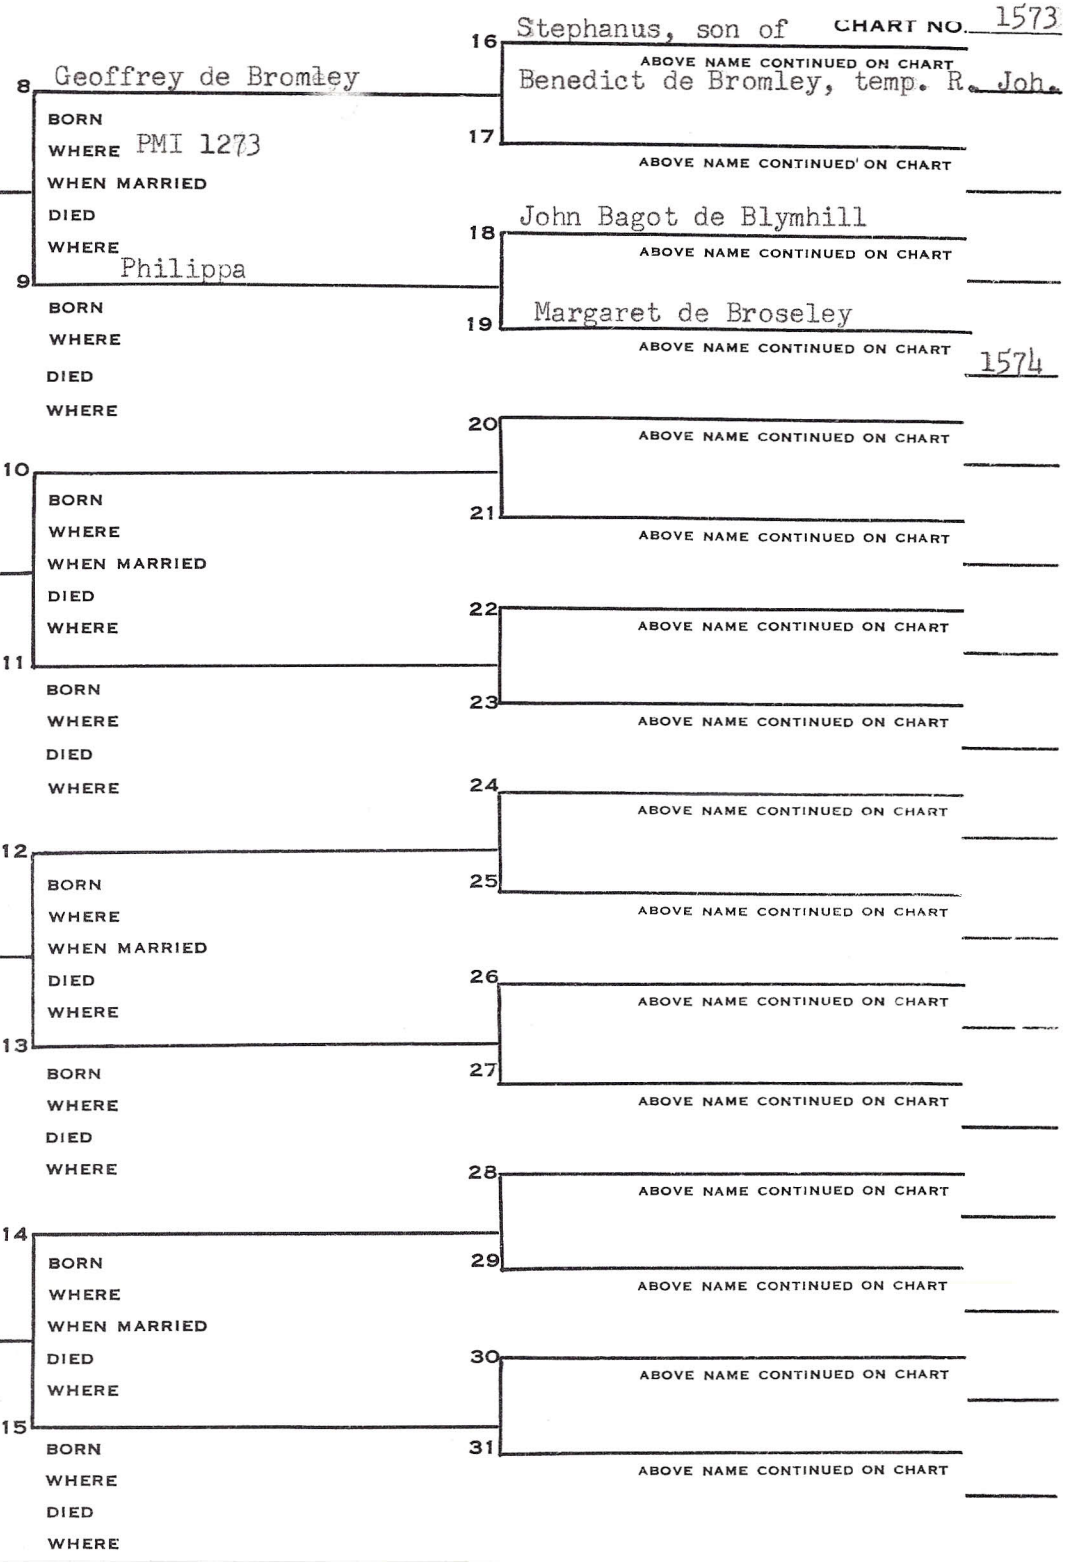 CHART NO. 1573
16 Stephanus, son of
ABOVE NAME CONTINUED ON CHART
Benedict de Bromley, temp. R. Joh.
8 Geoffrey de Bromley
BORN
WHERE PMI 1273
WHEN MARRIED
DIED
WHERE
17
ABOVE NAME CONTINUED ON CHART
18 John Bagot de Blymhill
ABOVE NAME CONTINUED ON CHART
9 Philippa
BORN
WHERE
DIED
WHERE
19 Margaret de Broseley
ABOVE NAME CONTINUED ON CHART 1574
20
ABOVE NAME CONTINUED ON CHART
10
BORN
WHERE
WHEN MARRIED
DIED
WHERE
21
ABOVE NAME CONTINUED ON CHART
22
ABOVE NAME CONTINUED ON CHART
11
BORN
WHERE
DIED
WHERE
23
ABOVE NAME CONTINUED ON CHART
24
ABOVE NAME CONTINUED ON CHART
12
BORN
WHERE
WHEN MARRIED
DIED
WHERE
25
ABOVE NAME CONTINUED ON CHART
26
ABOVE NAME CONTINUED ON CHART
13
BORN
WHERE
DIED
WHERE
27
ABOVE NAME CONTINUED ON CHART
28
ABOVE NAME CONTINUED ON CHART
14
BORN
WHERE
WHEN MARRIED
DIED
WHERE
29
ABOVE NAME CONTINUED ON CHART
30
ABOVE NAME CONTINUED ON CHART
15
BORN
WHERE
DIED
WHERE
31
ABOVE NAME CONTINUED ON CHART